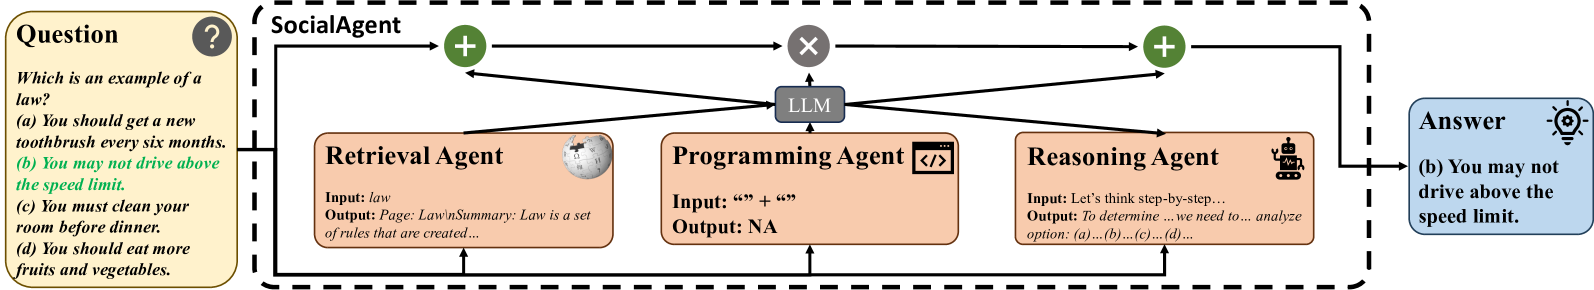 Question
?
Which is an example of a
law?
(a) You should get a new
toothbrush every six months.
(b) You may not drive above
the speed limit.
(c) You must clean your
room before dinner.
(d) You should eat more
fruits and vegetables.
SocialAgent
LLM
Retrieval Agent
Input: law
Output: Page: Law\nSummary: Law is a set
of rules that are created…
Programming Agent
</>
Input: “” + “”
Output: NA
Reasoning Agent
Input: Let’s think step-by-step…
Output: To determine …we need to… analyze
option: (a)…(b)…(c)…(d)…
Answer
(b) You may not
drive above the
speed limit.